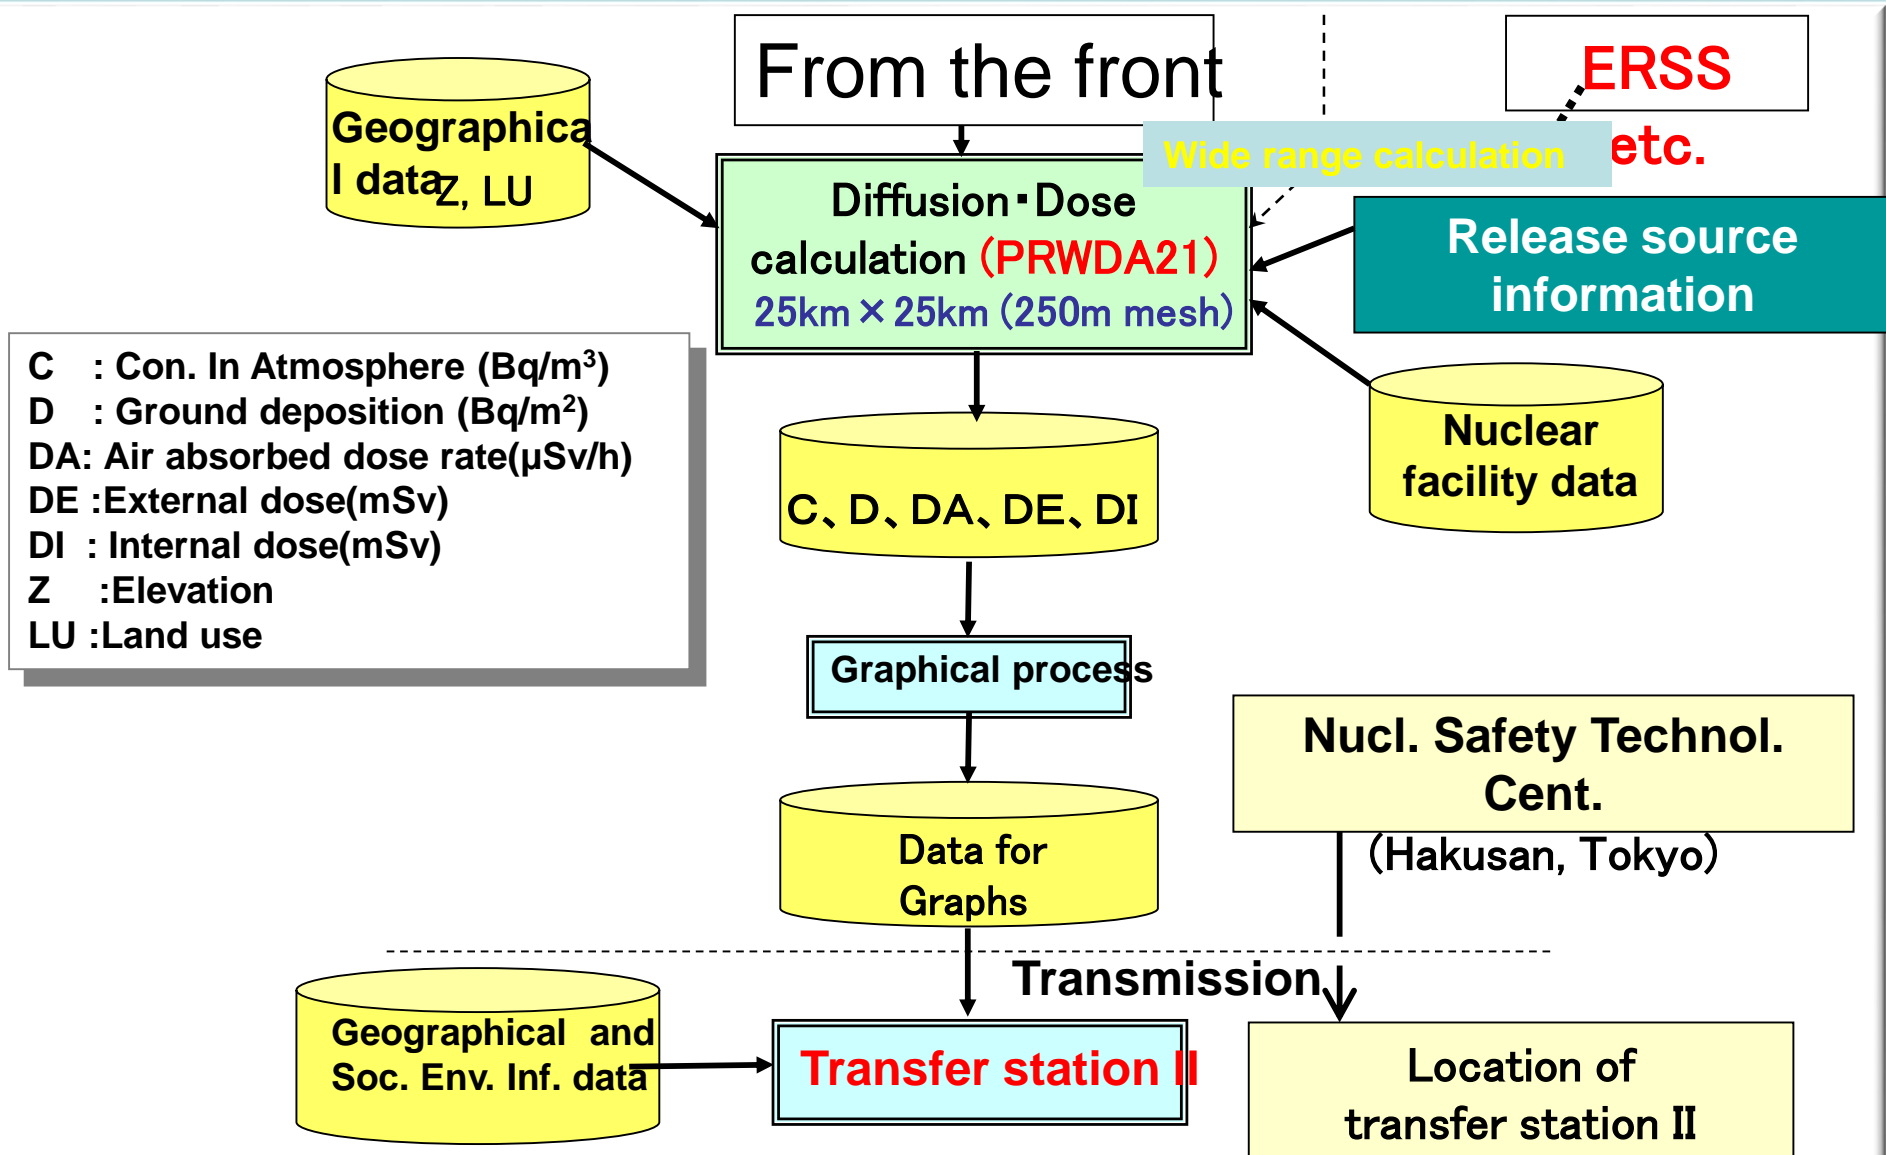 From the front
ERSS
etc.
Geographica
l data
Z, LU
Wide range calculation
Diffusion▪Dose
calculation (PRWDA21)
25km×25km (250m mesh)
Release source
information
C : Con. In Atmosphere (Bq/m³)
D : Ground deposition (Bq/m²)
DA: Air absorbed dose rate(μSv/h)
DE :External dose(mSv)
DI : Internal dose(mSv)
Z :Elevation
LU :Land use
Nuclear
facility data
C、D、DA、DE、DI
Graphical process
Nucl. Safety Technol.
Cent.
(Hakusan, Tokyo)
Data for
Graphs
Transmission
Geographical and
Soc. Env. Inf. data
Transfer station II
Location of
transfer station II